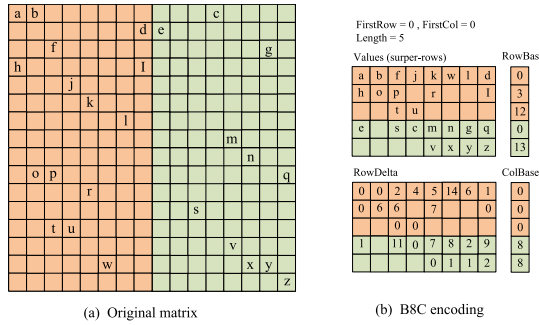 a b c
d e
f g
h I
j
k
l
m
n
o p q
r
s
t u
v
w x y
z
(a) Original matrix
FirstRow = 0 , FirstCol = 0
Length = 5
Values (surper-rows) RowBas
a b f j k w l d 0
h o p r I 3
t u 12
e s c m n g q 0
v x y z 13
RowDelta ColBase
0 0 2 4 5 14 6 1 0
0 6 6 7 0 0
0 0 0
1 11 0 7 8 2 9 8
0 1 1 2 8
(b) B8C encoding